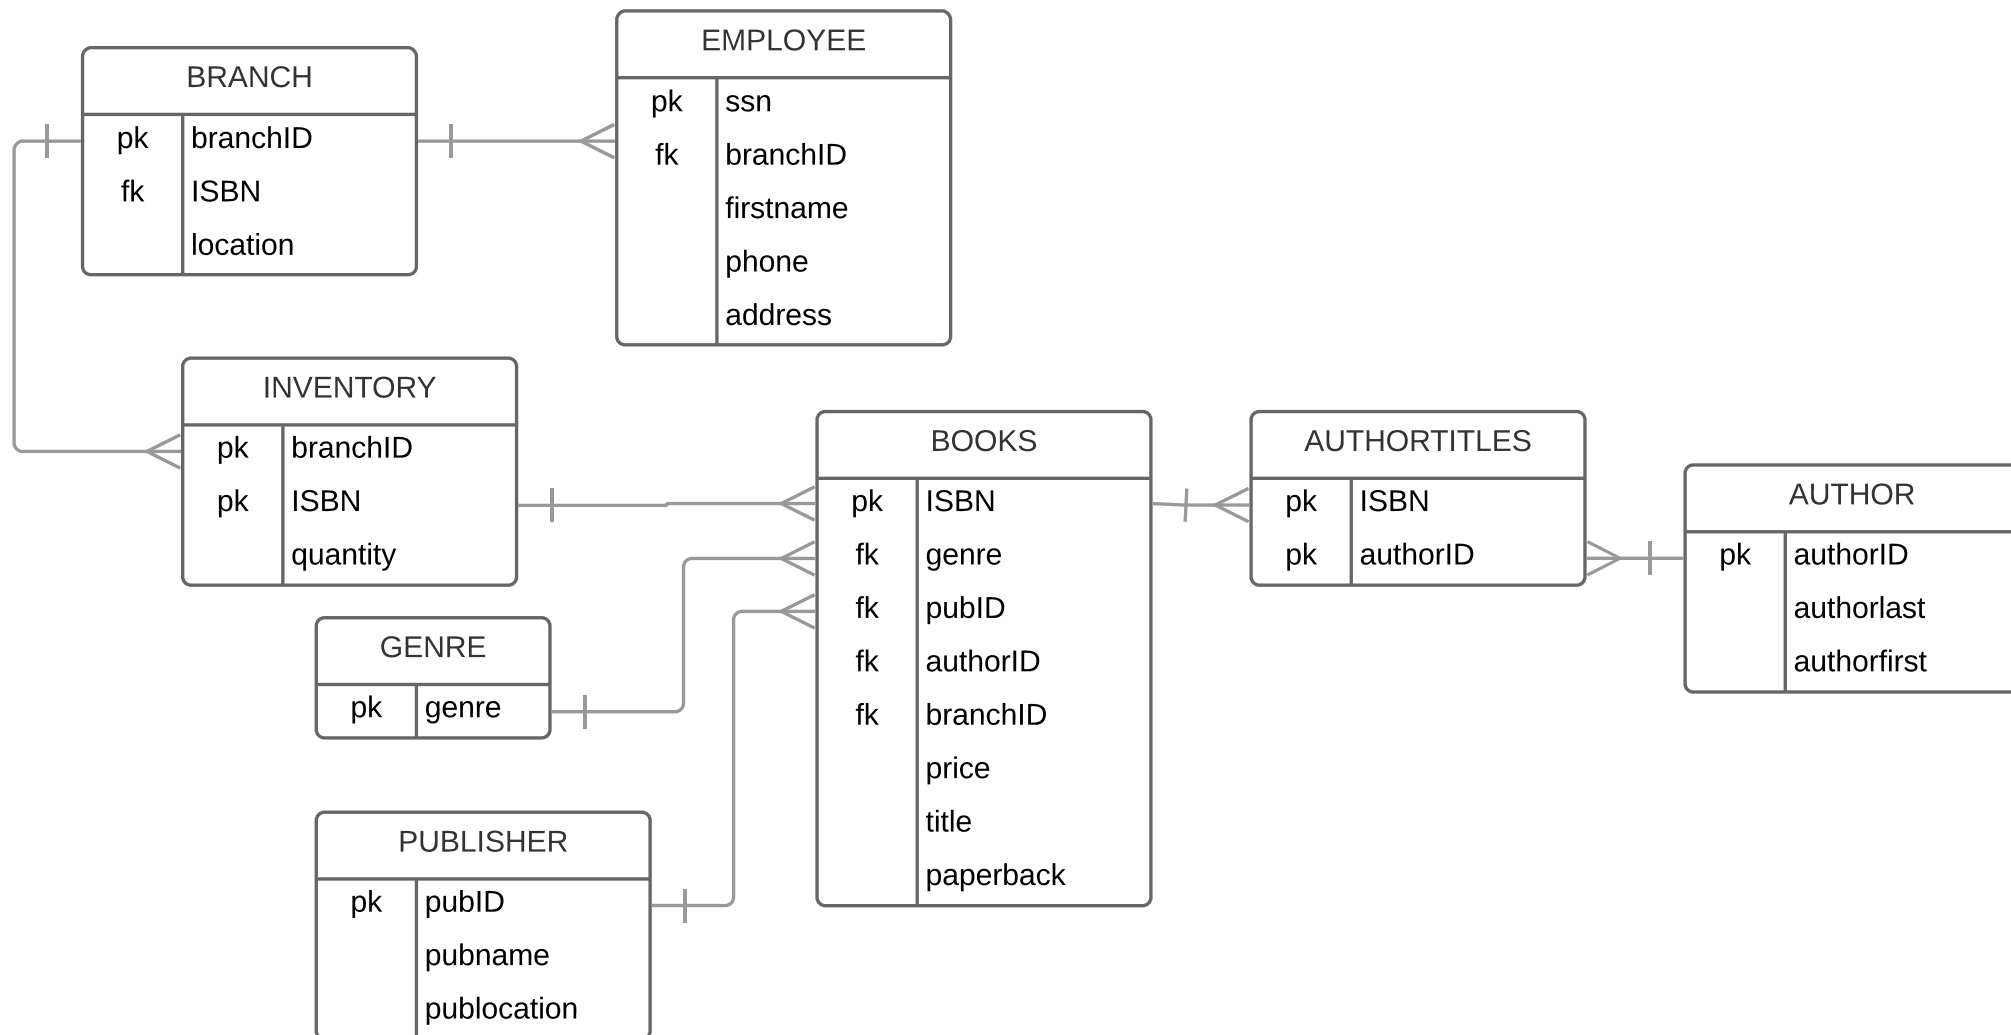 BRANCH
pk branchID
fk ISBN
location
EMPLOYEE
pk ssn
fk branchID
firstname
phone
address
INVENTORY
pk branchID
pk ISBN
quantity
GENRE
pk genre
PUBLISHER
pk pubID
pubname
publocation
BOOKS
pk ISBN
fk genre
fk pubID
fk authorID
fk branchID
price
title
paperback
AUTHORTITLES
pk ISBN
pk authorID
AUTHOR
pk authorID
authorlast
authorfirst